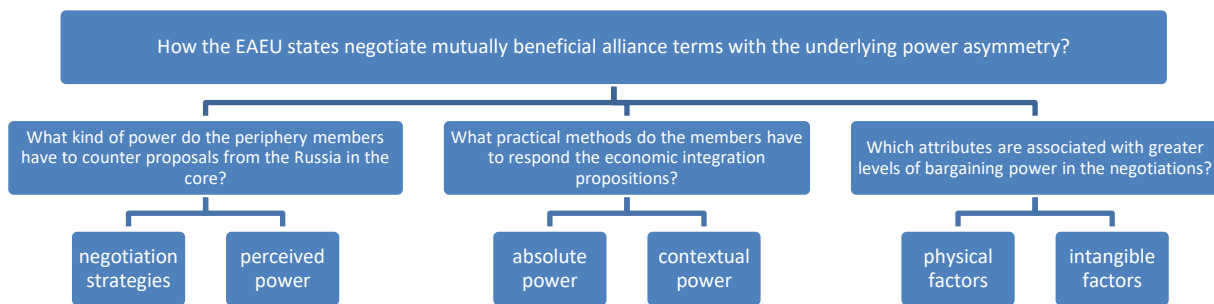 How the EAEU states negotiate mutually beneficial alliance terms with the underlying power asymmetry?
What kind of power do the periphery members
have to counter proposals from the Russia in the
core?
What practical methods do the members have
to respond the economic integration
propositions?
Which attributes are associated with greater
levels of bargaining power in the negotiations?
negotiation
strategies
perceived
power
absolute
power
contextual
power
physical
factors
intangible
factors